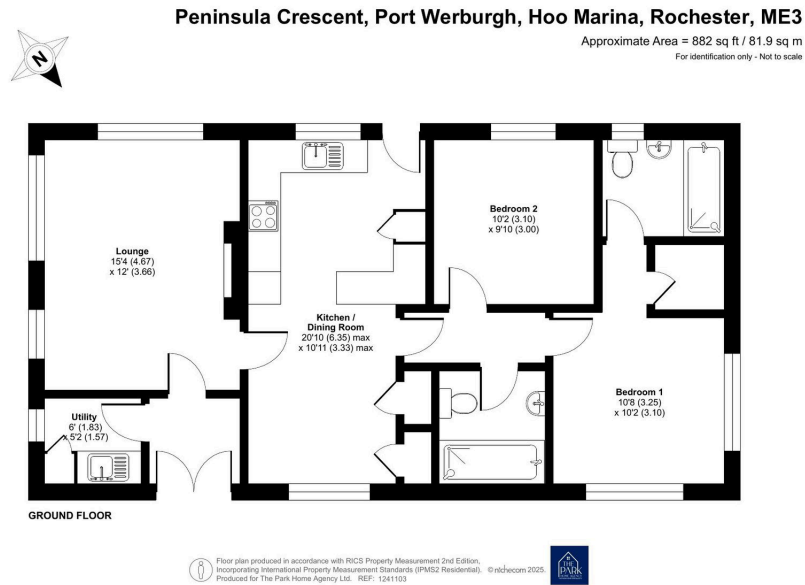 Peninsula Crescent, Port Werburgh, Hoo Marina, Rochester, ME3
Approximate Area = 882 sq ft / 81.9 sq m
For identification only - Not to scale
N
Lounge
15'4 (4.67)
x 12' (3.66)
Kitchen /
Dining Room
20'10 (6.35) max
x 10'11 (3.33) max
Bedroom 2
10'2 (3.10)
x 9'10 (3.00)
Bedroom 1
10'8 (3.25)
x 10'2 (3.10)
Utility
6' (1.83)
x 5'2 (1.57)
GROUND FLOOR
Floor plan produced in accordance with RICS Property Measurement 2nd Edition,
Incorporating International Property Measurement Standards (IPMS2 Residential). © nichecom 2025.
Produced for The Park Home Agency Ltd. REF: 1241103
THE
PARK
HOME AGENCY